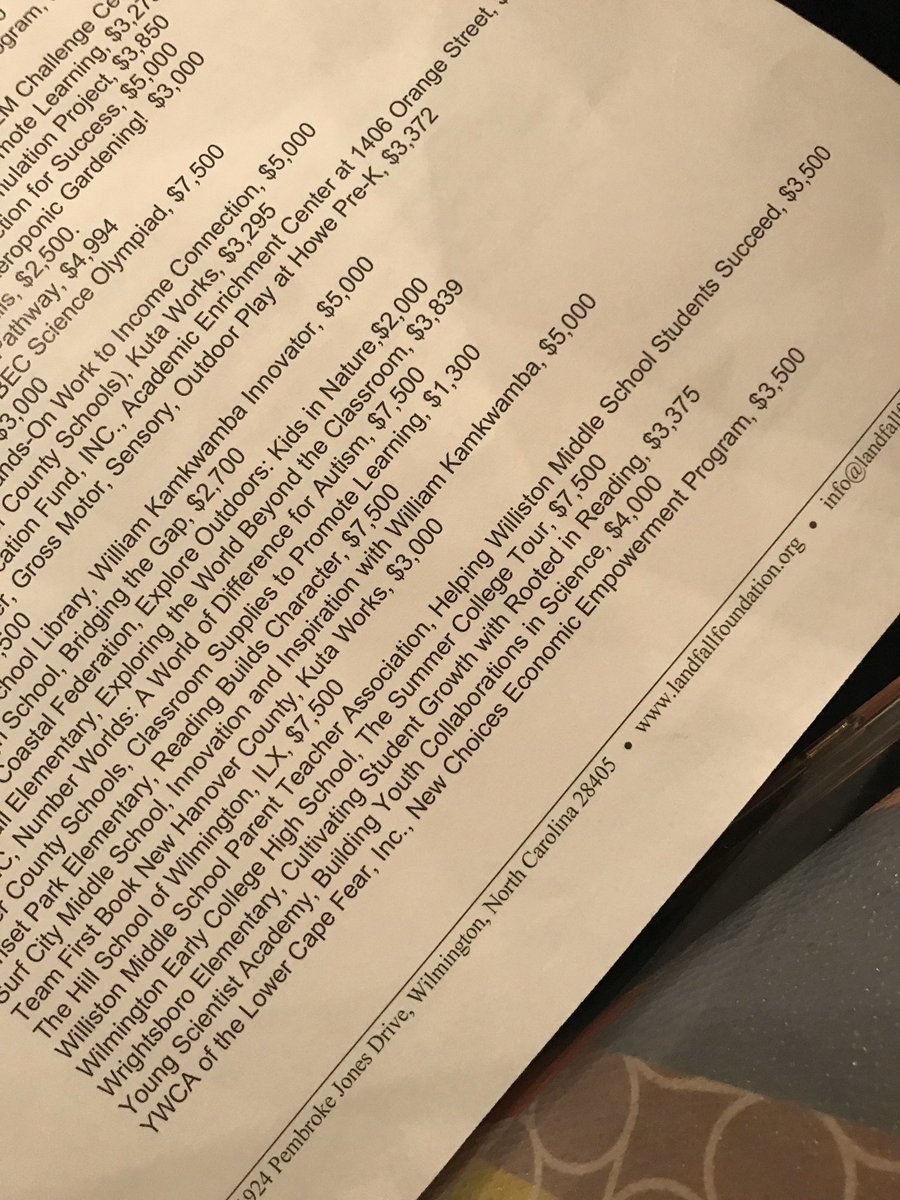 ogram,
M Challenge Ce
mote Learning, $3,27
mulation Project, $3,850
ction for Success, $5,000
eroponic Gardening! $3,000
ms, $2,500.
Pathway, $4,994
BEC Science Olympiad, $7,500
$3,000
nds-On Work to Income Connection, $5,000
County Schools), Kuta Works, $3,295
cation Fund, INC., Academic Enrichment Center at 1406 Orange Street, $
r, Gross Motor, Sensory, Outdoor Play at Howe Pre-K, $3,372
,500
chool Library, William Kamkwamba Innovator, $5,000
School, Bridging the Gap, $2,700
Coastal Federation, Explore Outdoors: Kids in Nature,$2,000
Elementary, Exploring the World Beyond the Classroom, $3,839
C, Number Worlds: A World of Difference for Autism, $7,500
County Schools, Classroom Supplies to Promote Learning, $1,300
nset Park Elementary, Reading Builds Character, $7,500
Surf City Middle School, Innovation and Inspiration with William Kamkwamba, $5,000
Team First Book New Hanover County, Kuta Works, $3,000
The Hill School of Wilmington, ILX, $7,500
Williston Middle School Parent Teacher Association, Helping Williston Middle School Students Succeed, $3,500
Wilmington Early College High School, The Summer College Tour, $7,500
Wrightsboro Elementary, Cultivating Student Growth with Rooted in Reading, $3,375
Young Scientist Academy, Building Youth Collaborations in Science, $4,000
YWCA of the Lower Cape Fear, Inc., New Choices Economic Empowerment Program, $3,500
924 Pembroke Jones Drive, Wilmington, North Carolina 28405 • www.landfallfoundation.org • info@landfall